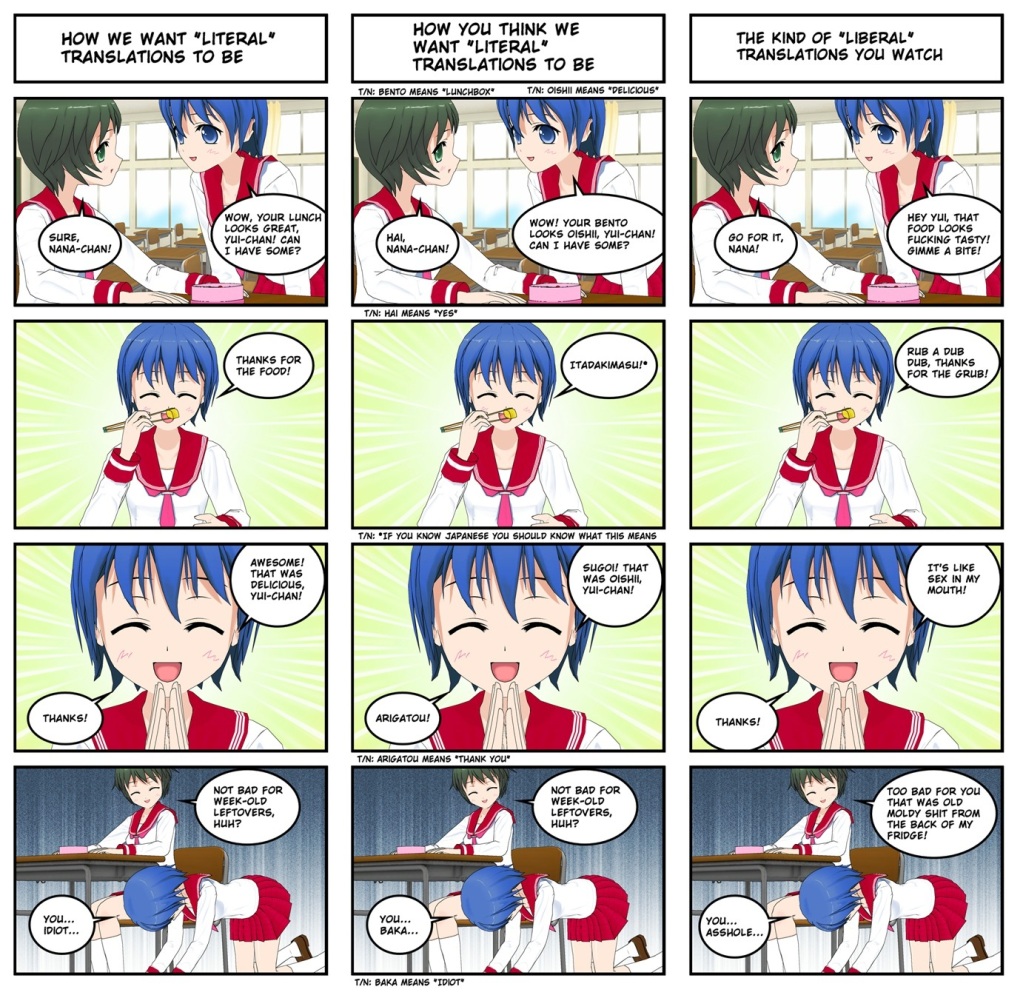 HOW WE WANT "LITERAL"
TRANSLATIONS TO BE
HOW YOU THINK WE
WANT "LITERAL"
TRANSLATIONS TO BE
THE KIND OF "LIBERAL"
TRANSLATIONS YOU WATCH
T/N: BENTO MEANS "LUNCHBOX"
T/N: OISHII MEANS "DELICIOUS"
SURE,
NANA-CHAN!
WOW, YOUR LUNCH
LOOKS GREAT,
YUI-CHAN! CAN
I HAVE SOME?
HAI,
NANA-CHAN!
WOW! YOUR BENTO
LOOKS OISHII, YUI-CHAN!
CAN I HAVE SOME?
GO FOR IT,
NANA!
HEY YUI, THAT
FOOD LOOKS
FUCKING TASTY!
GIMME A BITE!
T/N: HAI MEANS "YES"
THANKS FOR
THE FOOD!
ITADAKIMASU!*
RUB A DUB
DUB, THANKS
FOR THE GRUB!
T/N: *IF YOU KNOW JAPANESE YOU SHOULD KNOW WHAT THIS MEANS
AWESOME!
THAT WAS
DELICIOUS,
YUI-CHAN!
THANKS!
SUGOI! THAT
WAS OISHII,
YUI-CHAN!
ARIGATOU!
IT'S LIKE
SEX IN MY
MOUTH!
THANKS!
T/N: ARIGATOU MEANS "THANK YOU"
NOT BAD FOR
WEEK-OLD
LEFTOVERS,
HUH?
YOU...
IDIOT...
NOT BAD FOR
WEEK-OLD
LEFTOVERS,
HUH?
YOU...
BAKA...
TOO BAD FOR YOU
THAT WAS OLD
MOLDY SHIT FROM
THE BACK OF MY
FRIDGE!
YOU...
ASSHOLE...
T/N: BAKA MEANS "IDIOT"